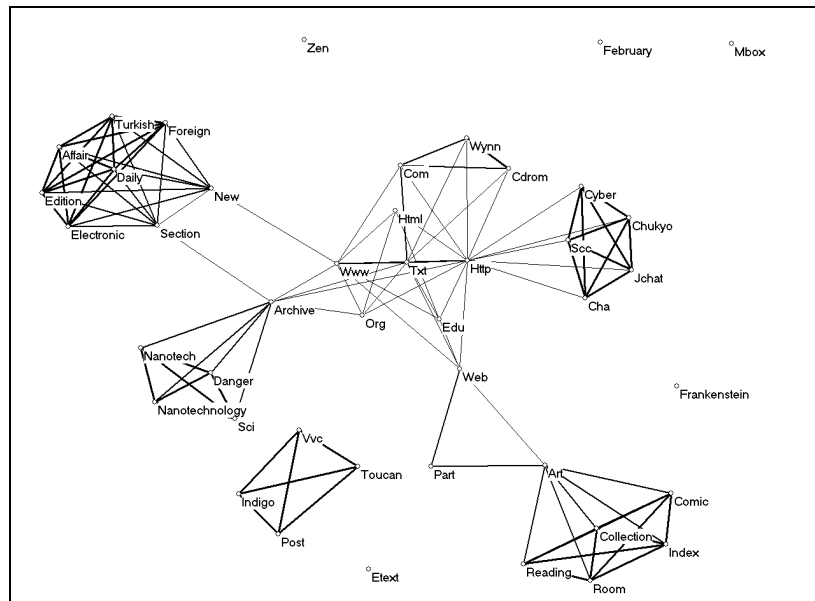 Zen
February
Mbox
Turkish
Foreign
Wynn
Affair
Com
Cdrom
Daily
Edition
New
Cyber
Html
Chukyo
Electronic
Section
Scc
Www
Txt
Http
Jchat
Archive
Cha
Org
Edu
Nanotech
Danger
Web
Nanotechnology
Sci
Frankenstein
Vvc
Toucan
Part
Art
Indigo
Comic
Post
Collection
Index
Reading
Room
Etext